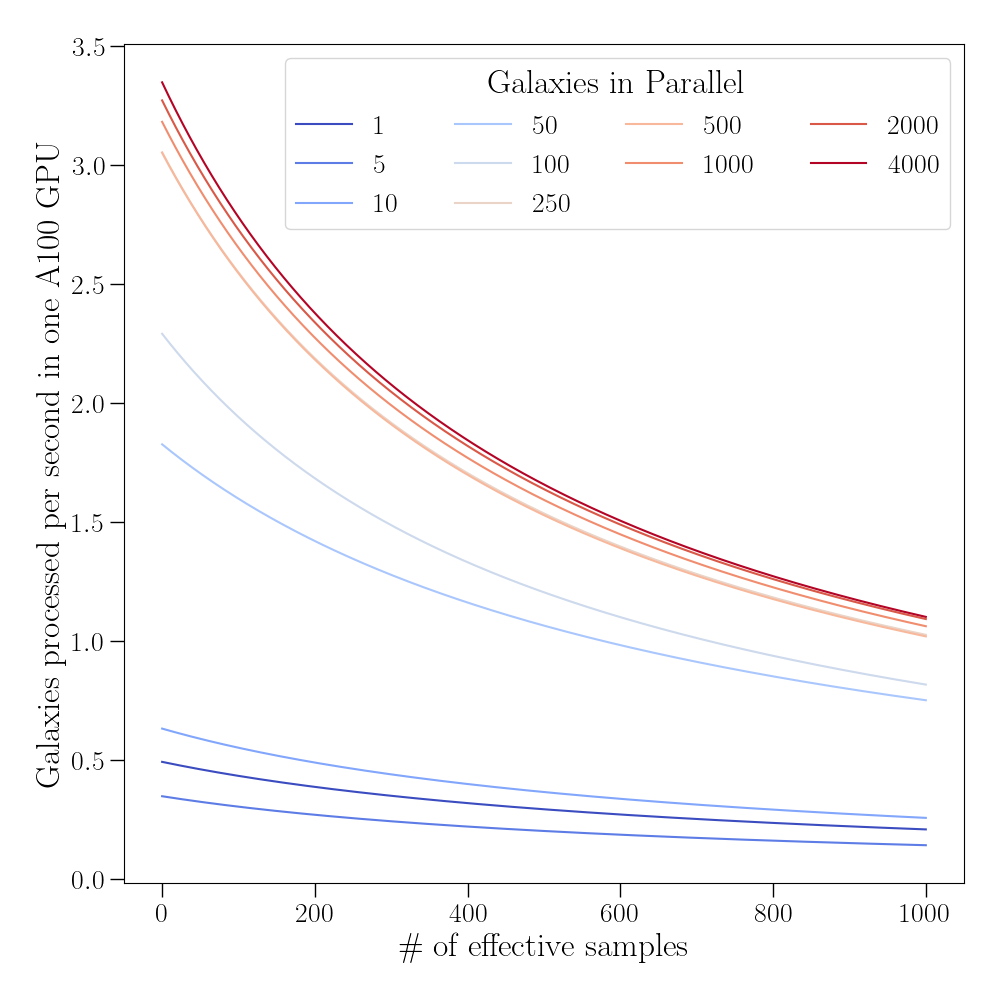 Galaxies processed per second in one A100 GPU
3.5
3.0
2.5
2.0
1.5
1.0
0.5
0.0
Galaxies in Parallel
1 50 500 2000
5 100 1000 4000
10 250
0 200 400 600 800 1000
# of effective samples